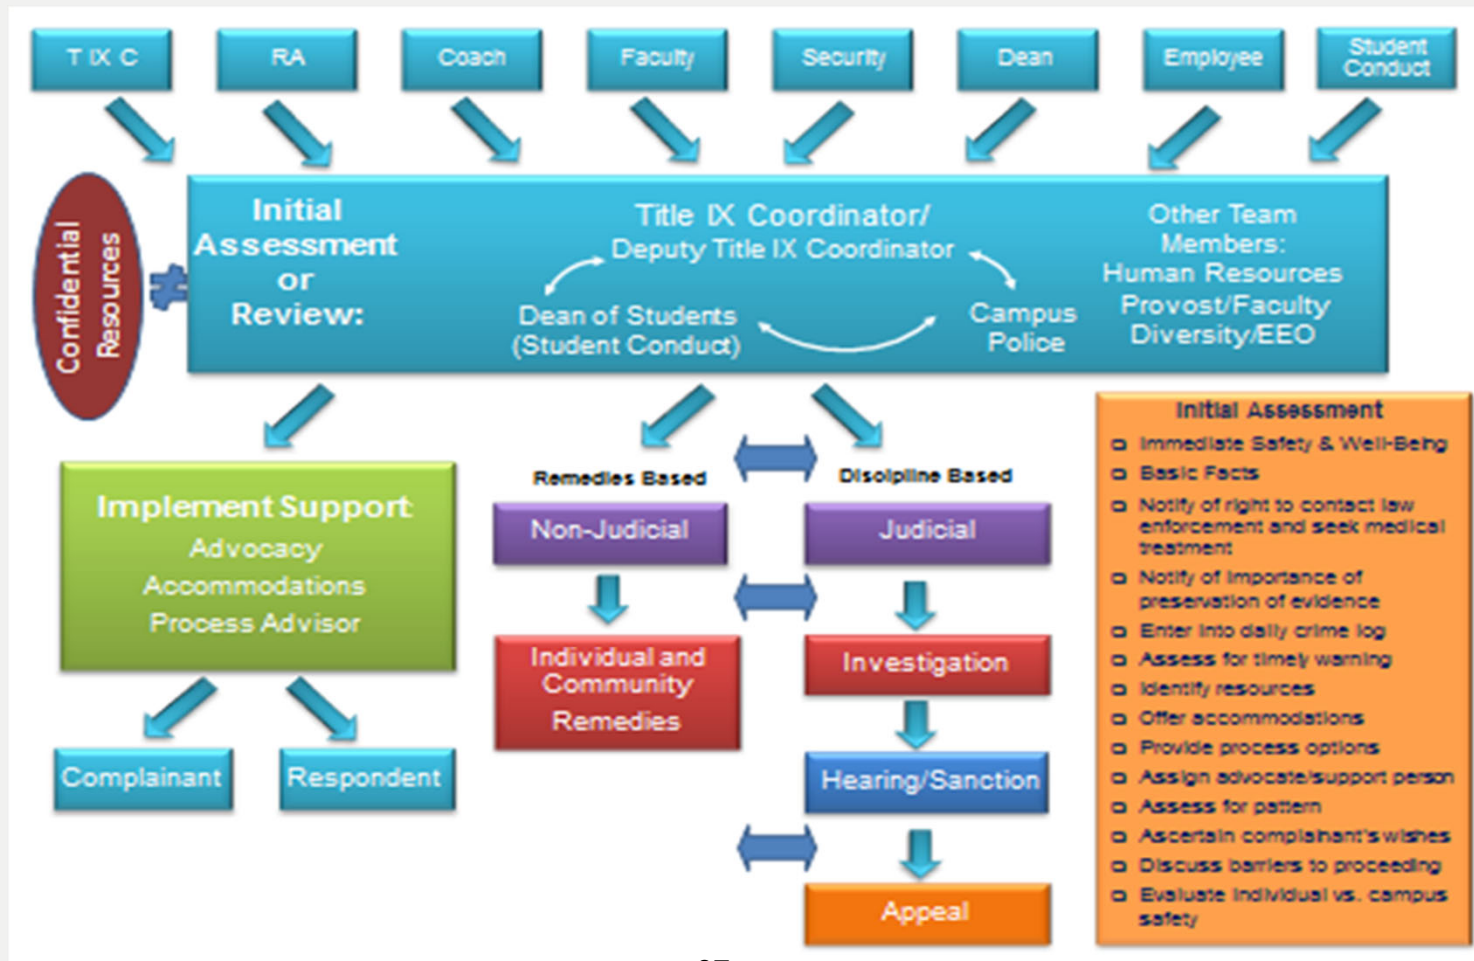 T IX C
RA
Coach
Faculty
Security
Dean
Employee
Student
Conduct
Confidential
Resources
Initial
Assessment
or
Review:
Title IX Coordinator/
Deputy Title IX Coordinator
Dean of Students
(Student Conduct)
Campus
Police
Other Team
Members:
Human Resources
Provost/Faculty
Diversity/EEO
Implement Support
Advocacy
Accommodations
Process Advisor
Complainant
Respondent
Remedies Based
Non-Judicial
Individual and
Community
Remedies
Discipline Based
Judicial
Investigation
Hearing/Sanction
Appeal
Initial Assessment
Immediate Safety & Well-Being
Basic Facts
Notify of right to contact law
enforcement and seek medical
treatment
Notify of importance of
preservation of evidence
Enter into daily crime log
Assess for timely warning
Identify resources
Offer accommodations
Provide process options
Assign advocate/support person
Assess for pattern
Ascertain complainant's wishes
Discuss barriers to proceeding
Evaluate individual vs. campus
safety